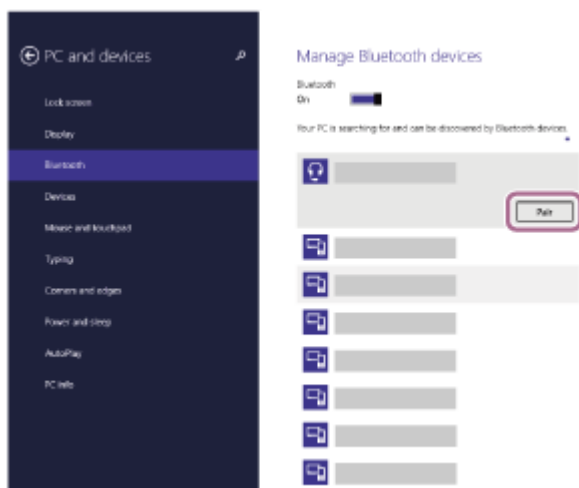 PC and devices
Lock screen
Display
Bluetooth
Devices
Mouse and touchpad
Typing
Corners and edges
Power and sleep
AutoPlay
PC info
Manage Bluetooth devices
Bluetooth
On
Your PC is searching for and can be discovered by Bluetooth devices.
Pair